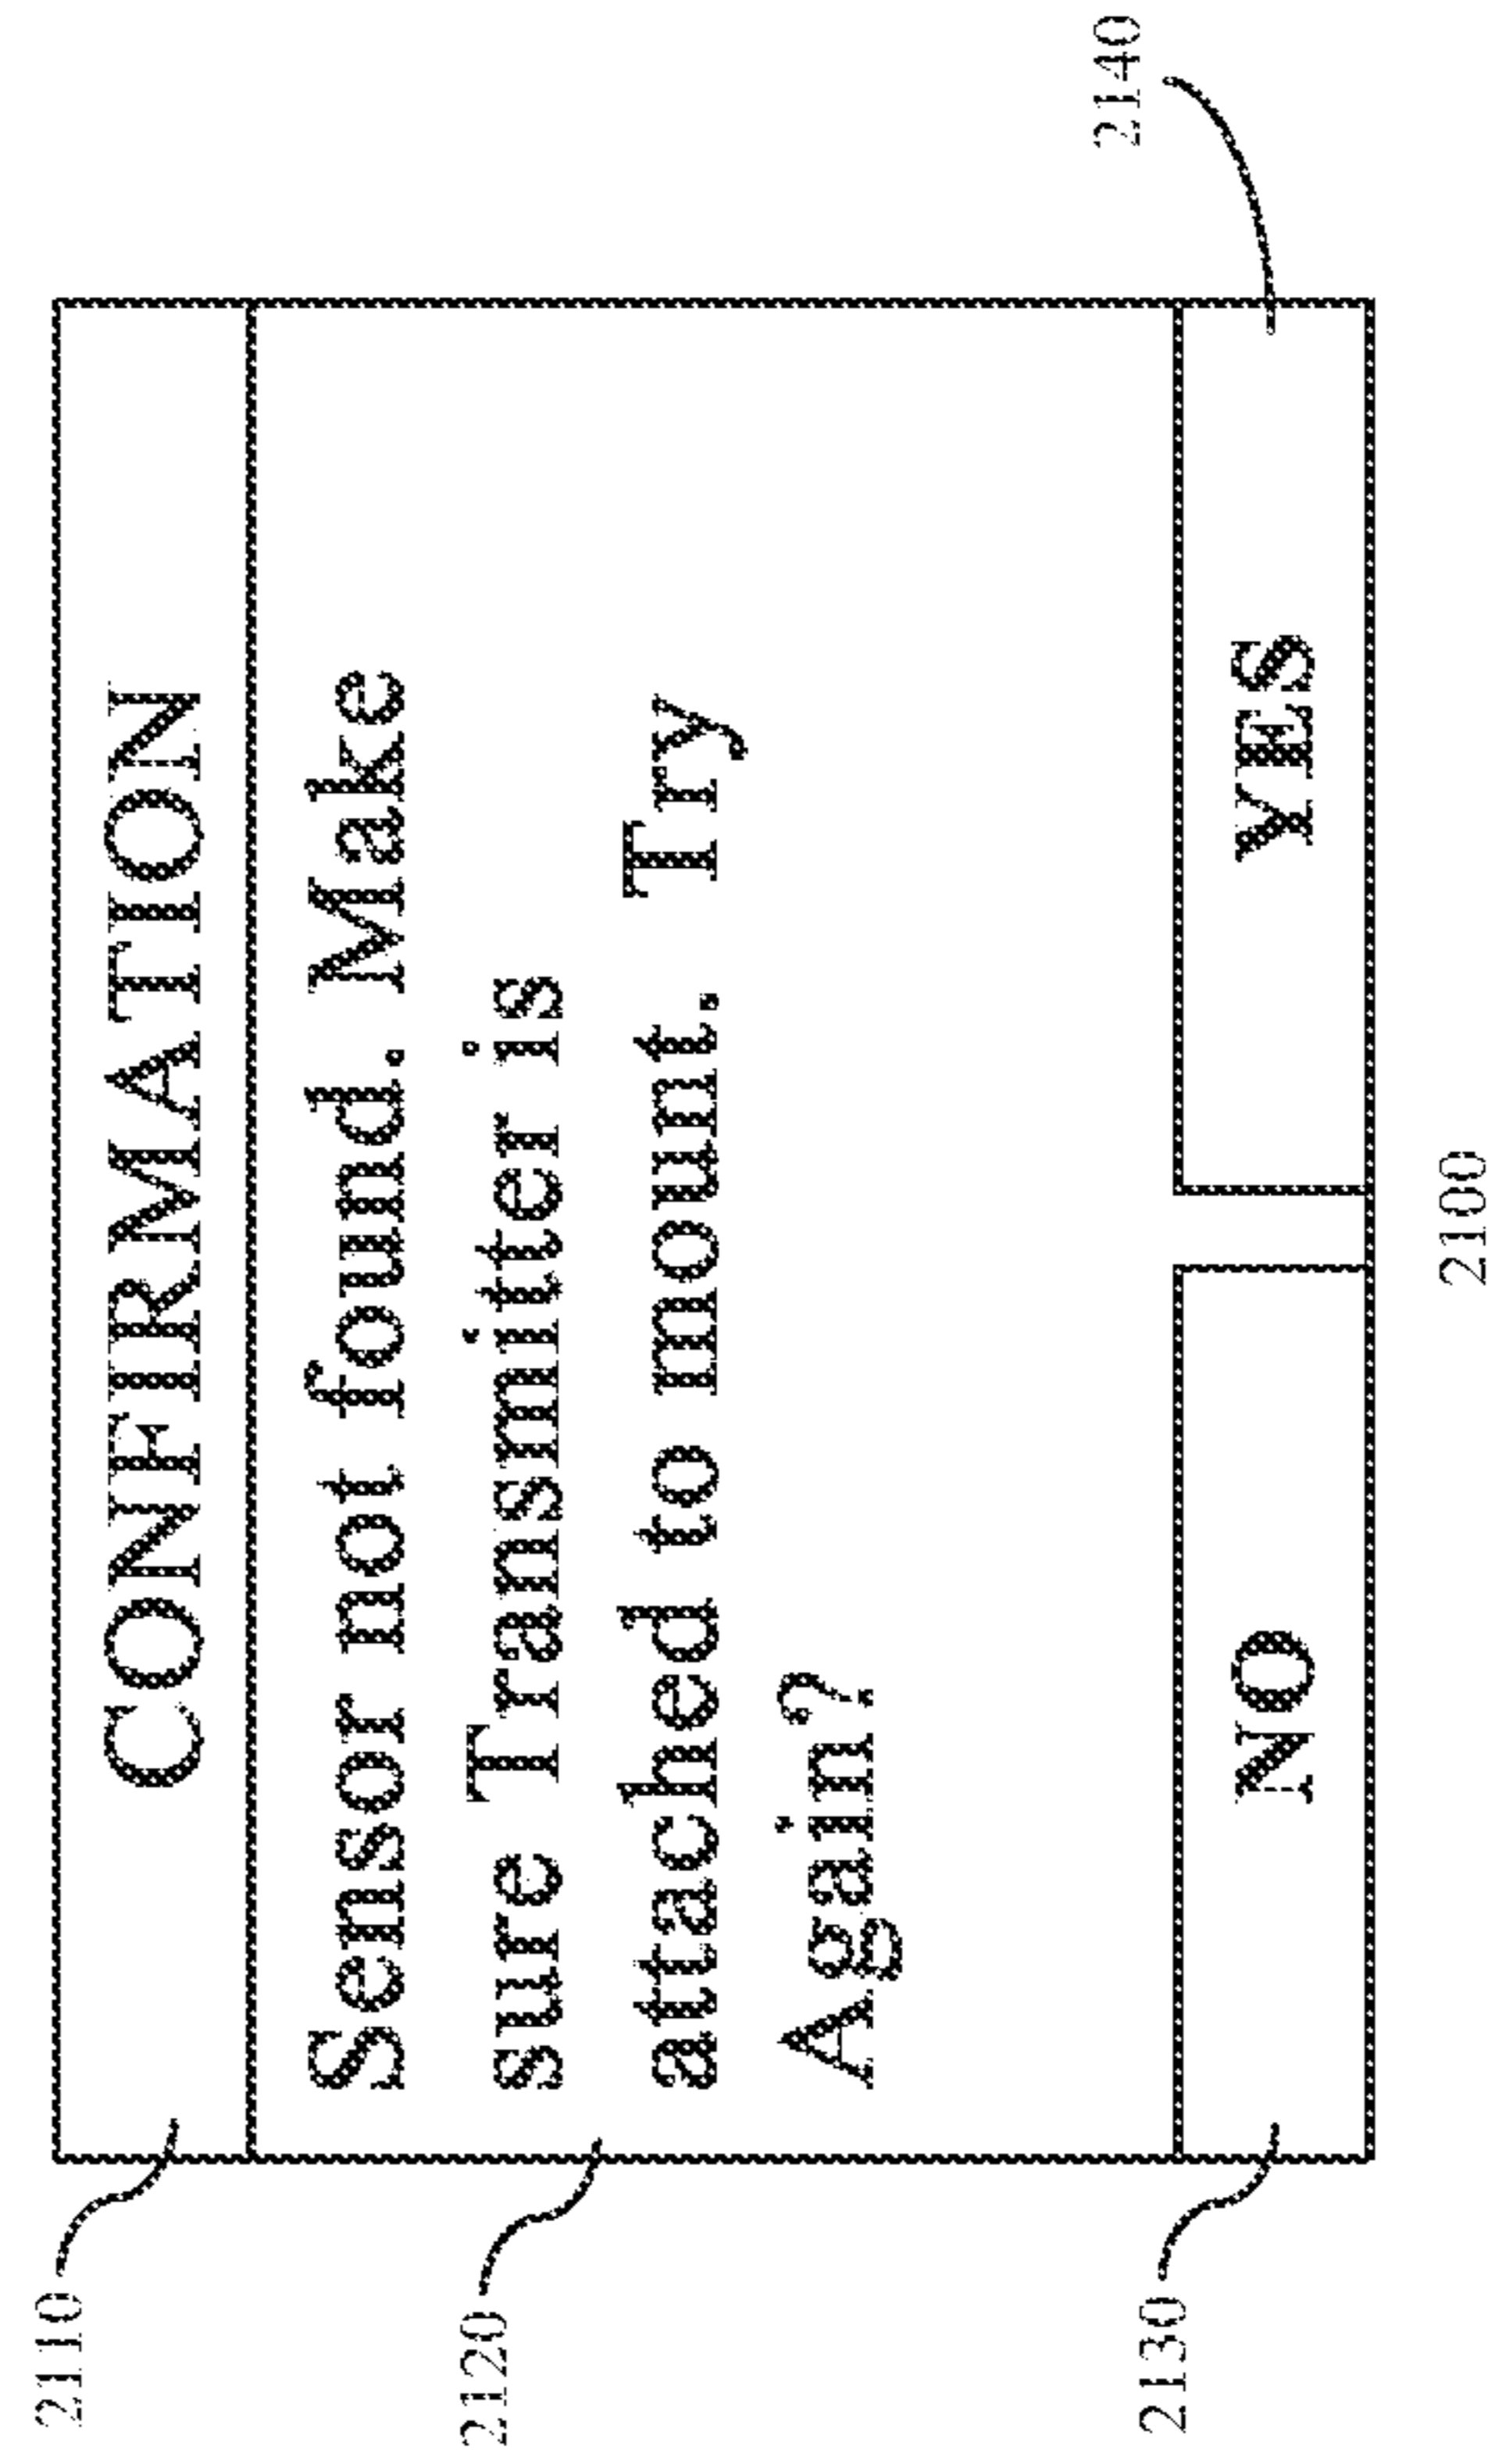 2110
CONFIRMATION
2120
Sensor not found. Make
sure Transmitter is
attached to mount. Try
Again?
2130
NO
YES
2140
2100